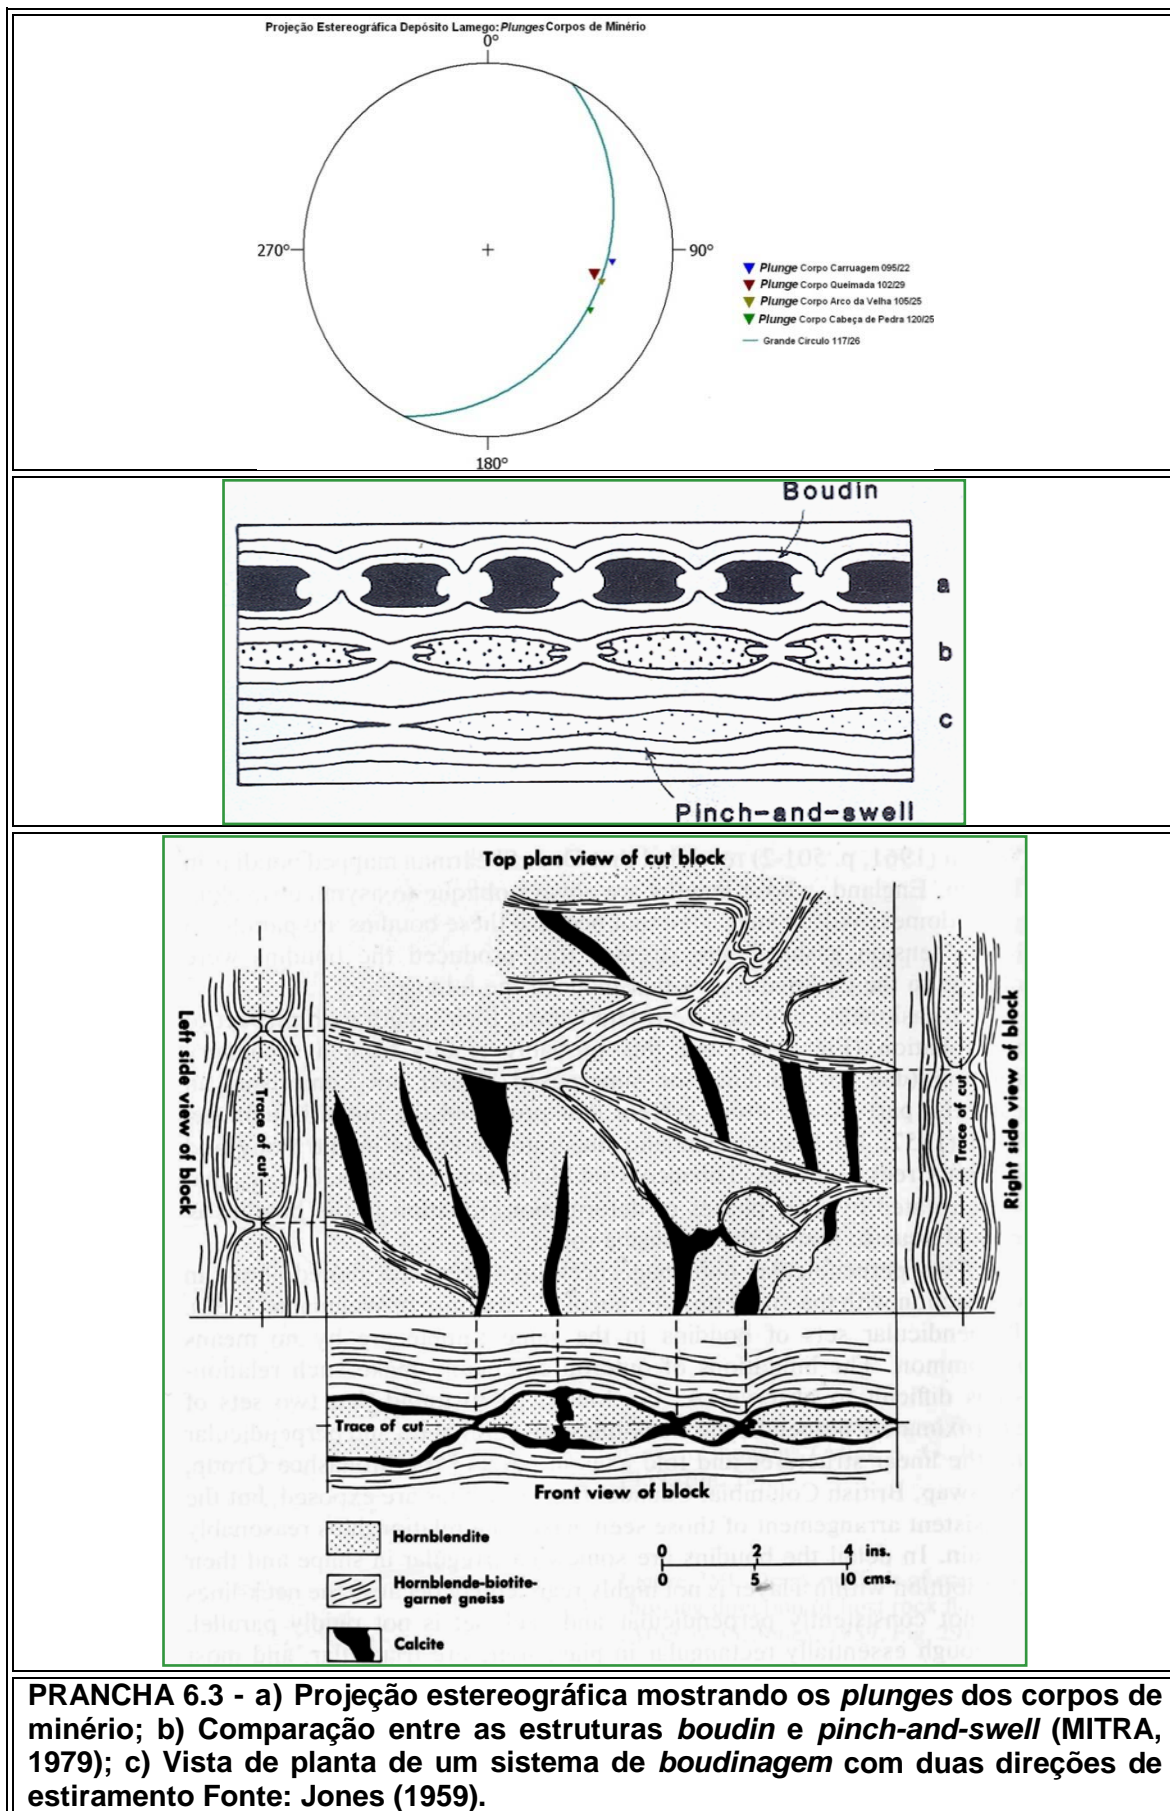 Projeção Estereográfica Depósito Lamego: Plunges Corpos de Minério
0°
270°
90°
180°
Plunge Corpo Carruagem 095/22
Plunge Corpo Queimada 102/29
Plunge Corpo Arco da Velha 105/25
Plunge Corpo Cabeça de Pedra 120/25
Grande Círculo 117/26
Boudin
a
b
c
Pinch-and-swell
Top plan view of cut block
Left side view of block
Trace of cut
Trace of cut
Right side view of block
Trace of cut
Front view of block
Hornblendite
Hornblende-biotite-
garnet gneiss
Calcite
0 2 4 ins.
0 5 10 cms.
PRANCHA 6.3 - a) Projeção estereográfica mostrando os plunges dos corpos de
minério; b) Comparação entre as estruturas boudin e pinch-and-swell (MITRA,
1979); c) Vista de planta de um sistema de boudinagem com duas direções de
estiramento Fonte: Jones (1959).